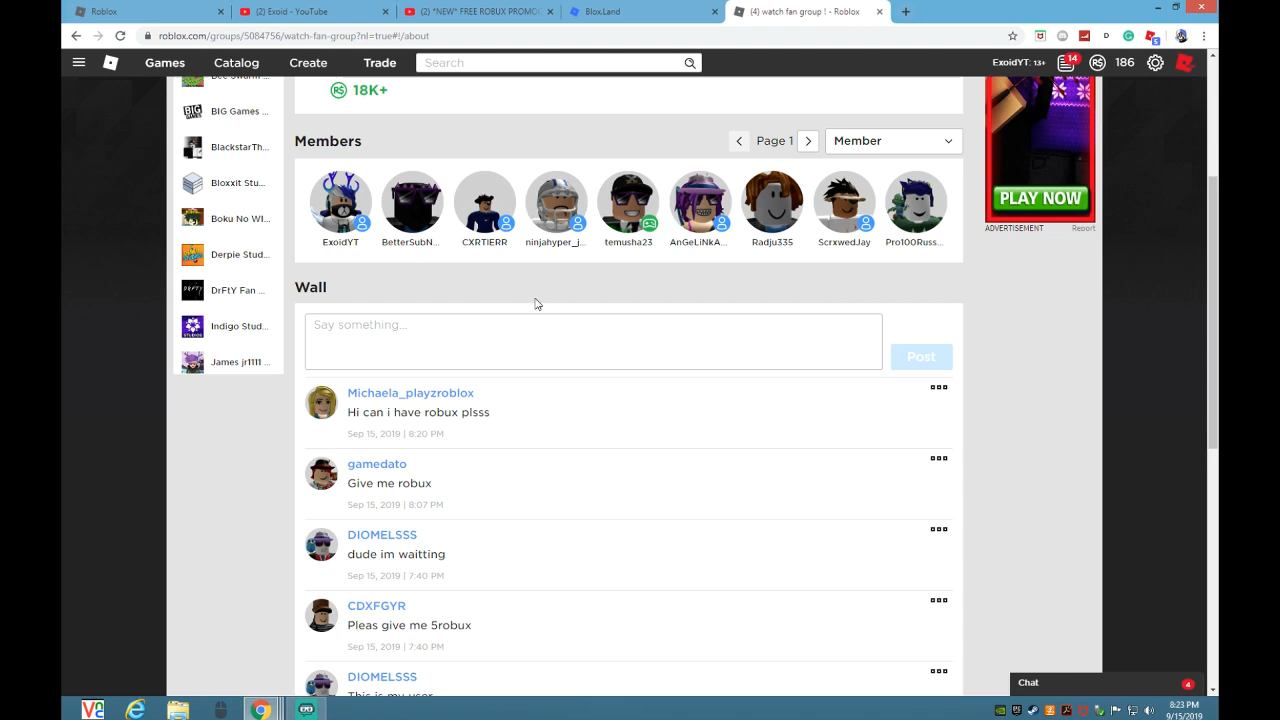 Roblox
(2) Exoid - YouTube
(2) *NEW* FREE ROBUX PROMO
Blox.Land
(4) watch fan group ! - Roblox
roblox.com/groups/5084756/watch-fan-group?nl=true#!/about
Games
Catalog
Create
Trade
Search
ExoidYT: 13+
14
186
18K+
BIG Games ...
BlackstarTh...
Bloxxit Stu...
Boku No WI...
Derpie Stud...
DrFtY Fan ...
Indigo Stud...
James jr1111 ...
Members
Page 1
Member
ExoidYT
BetterSubN...
CXRTIERR
ninjahyper_j...
temusha23
AnGeLiNkA...
Radju335
ScrxwedJay
Pro100Russ...
PLAY NOW
ADVERTISEMENT
Report
Wall
Say something...
Post
Michaela_playzroblox
Hi can i have robux plsss
Sep 15, 2019 | 8:20 PM
gamedato
Give me robux
Sep 15, 2019 | 8:07 PM
DIOMELSSS
dude im waitting
Sep 15, 2019 | 7:40 PM
CDXFGYR
Pleas give me 5robux
Sep 15, 2019 | 7:40 PM
DIOMELSSS
This is my user
Chat
4
8:23 PM
9/15/2019